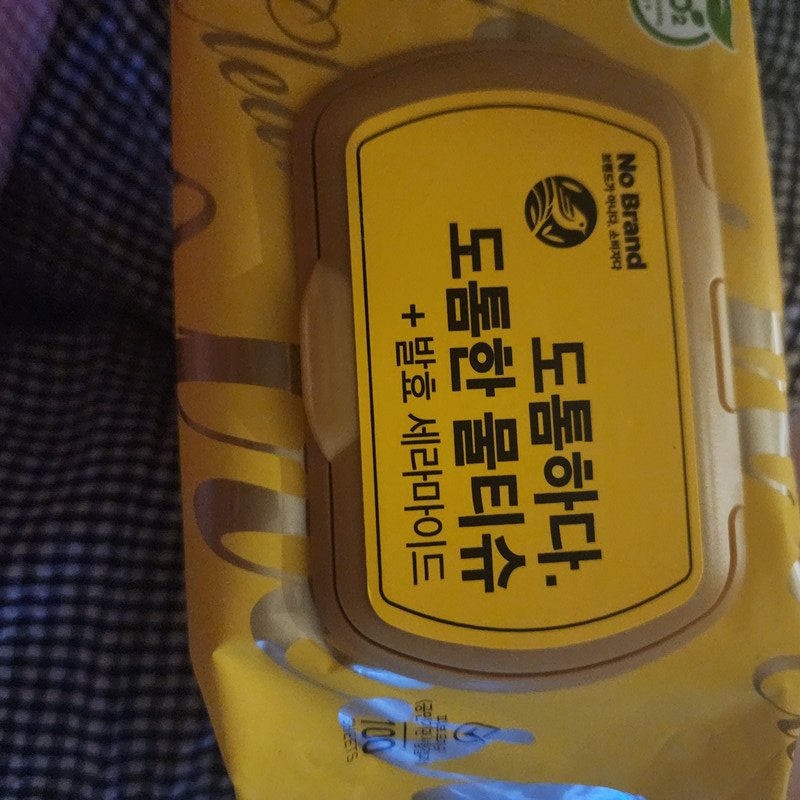 No Brand
브랜드가 아니다. 소비자다
도톰하다.
도톰한 물티슈
+ 발효 세라마이드
100
SHEETS